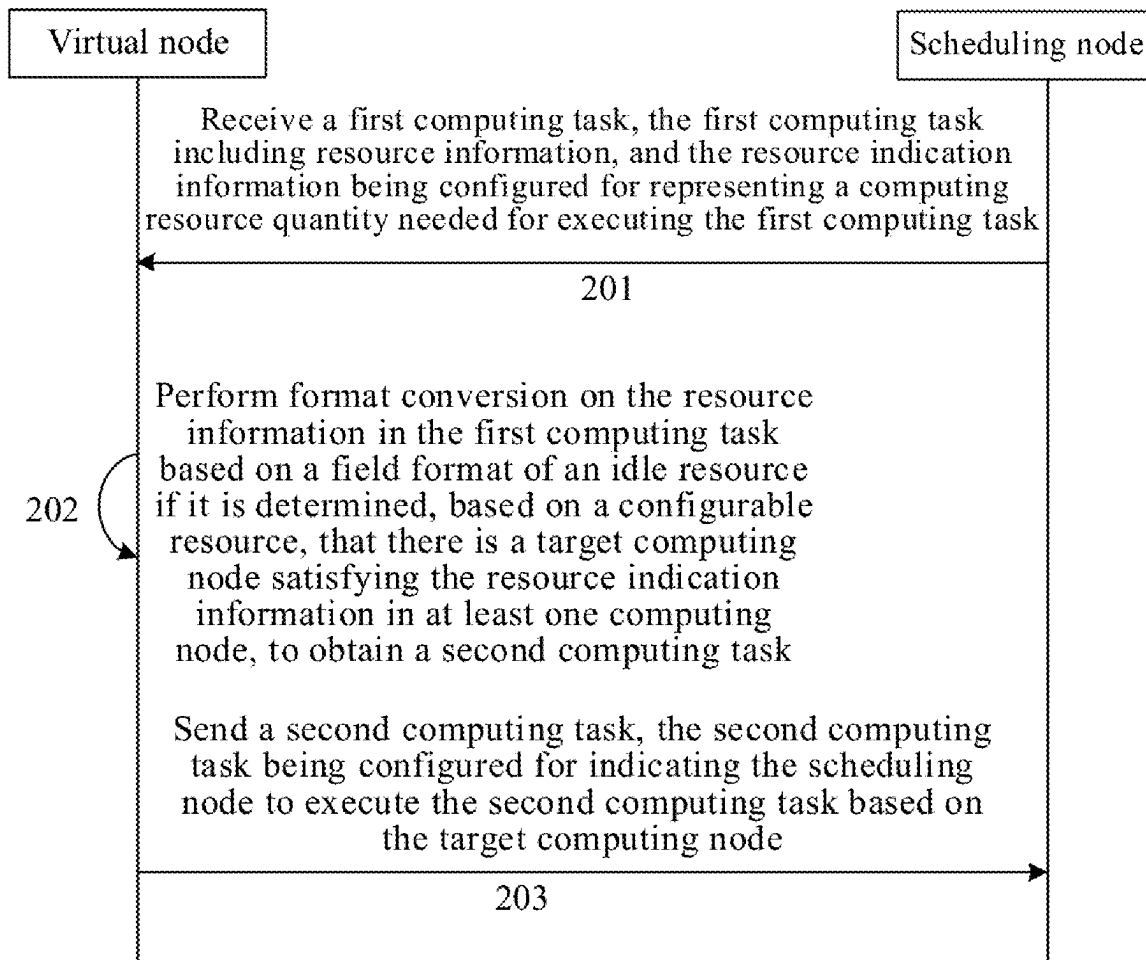 Virtual node
Scheduling node
Receive a first computing task, the first computing task
including resource information, and the resource indication
information being configured for representing a computing
resource quantity needed for executing the first computing task
201
Perform format conversion on the resource
information in the first computing task
based on a field format of an idle resource
if it is determined, based on a configurable
resource, that there is a target computing
node satisfying the resource indication
information in at least one computing
node, to obtain a second computing task
202
Send a second computing task, the second computing
task being configured for indicating the scheduling
node to execute the second computing task based on
the target computing node
203